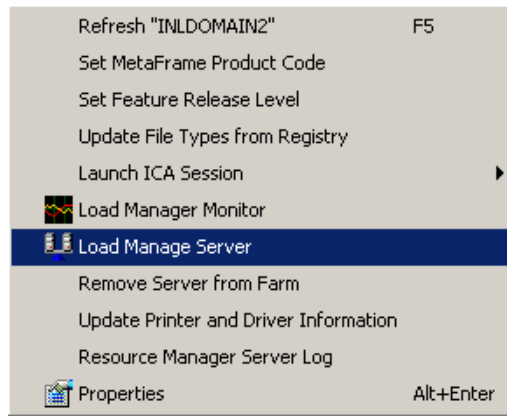 Refresh "INLDOMAIN2" F5
Set MetaFrame Product Code
Set Feature Release Level
Update File Types from Registry
Launch ICA Session
Load Manager Monitor
Load Manage Server
Remove Server from Farm
Update Printer and Driver Information
Resource Manager Server Log
Properties Alt+Enter